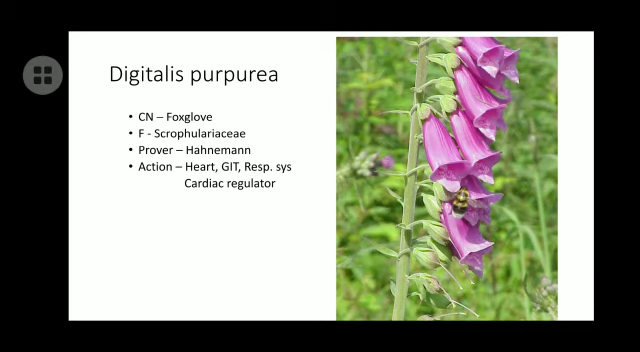 Digitalis purpurea
• CN – Foxglove
• F - Scrophulariaceae
• Prover – Hahnemann
• Action – Heart, GIT, Resp. sys
Cardiac regulator